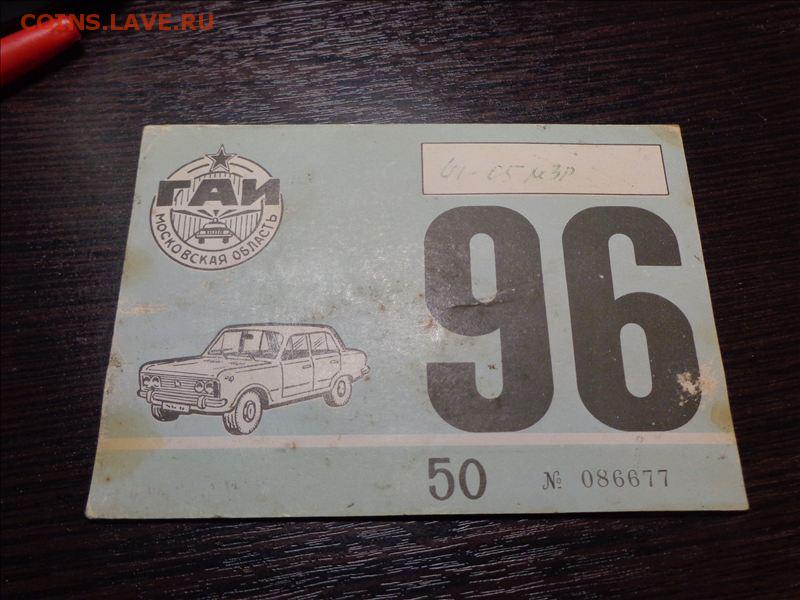 COINS.LAVE.RU
ГАИ
МОСКОВСКАЯ ОБЛАСТЬ
61-05 МЗР
96
50 № 086677